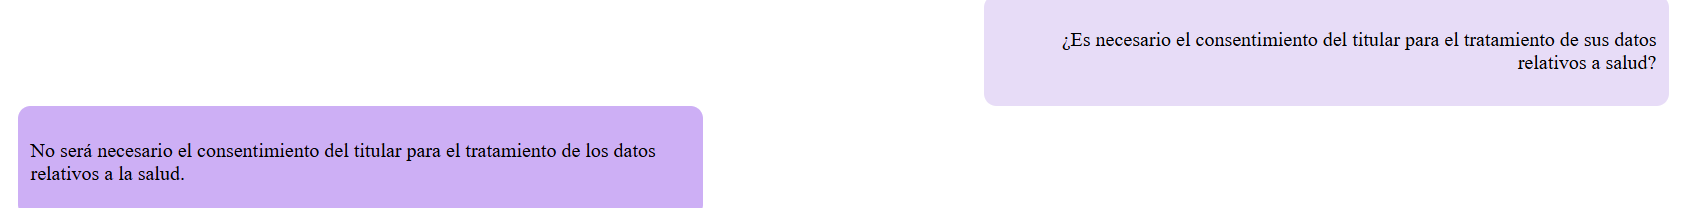 ¿Es necesario el consentimiento del titular para el tratamiento de sus datos
relativos a salud?
No será necesario el consentimiento del titular para el tratamiento de los datos
relativos a la salud.